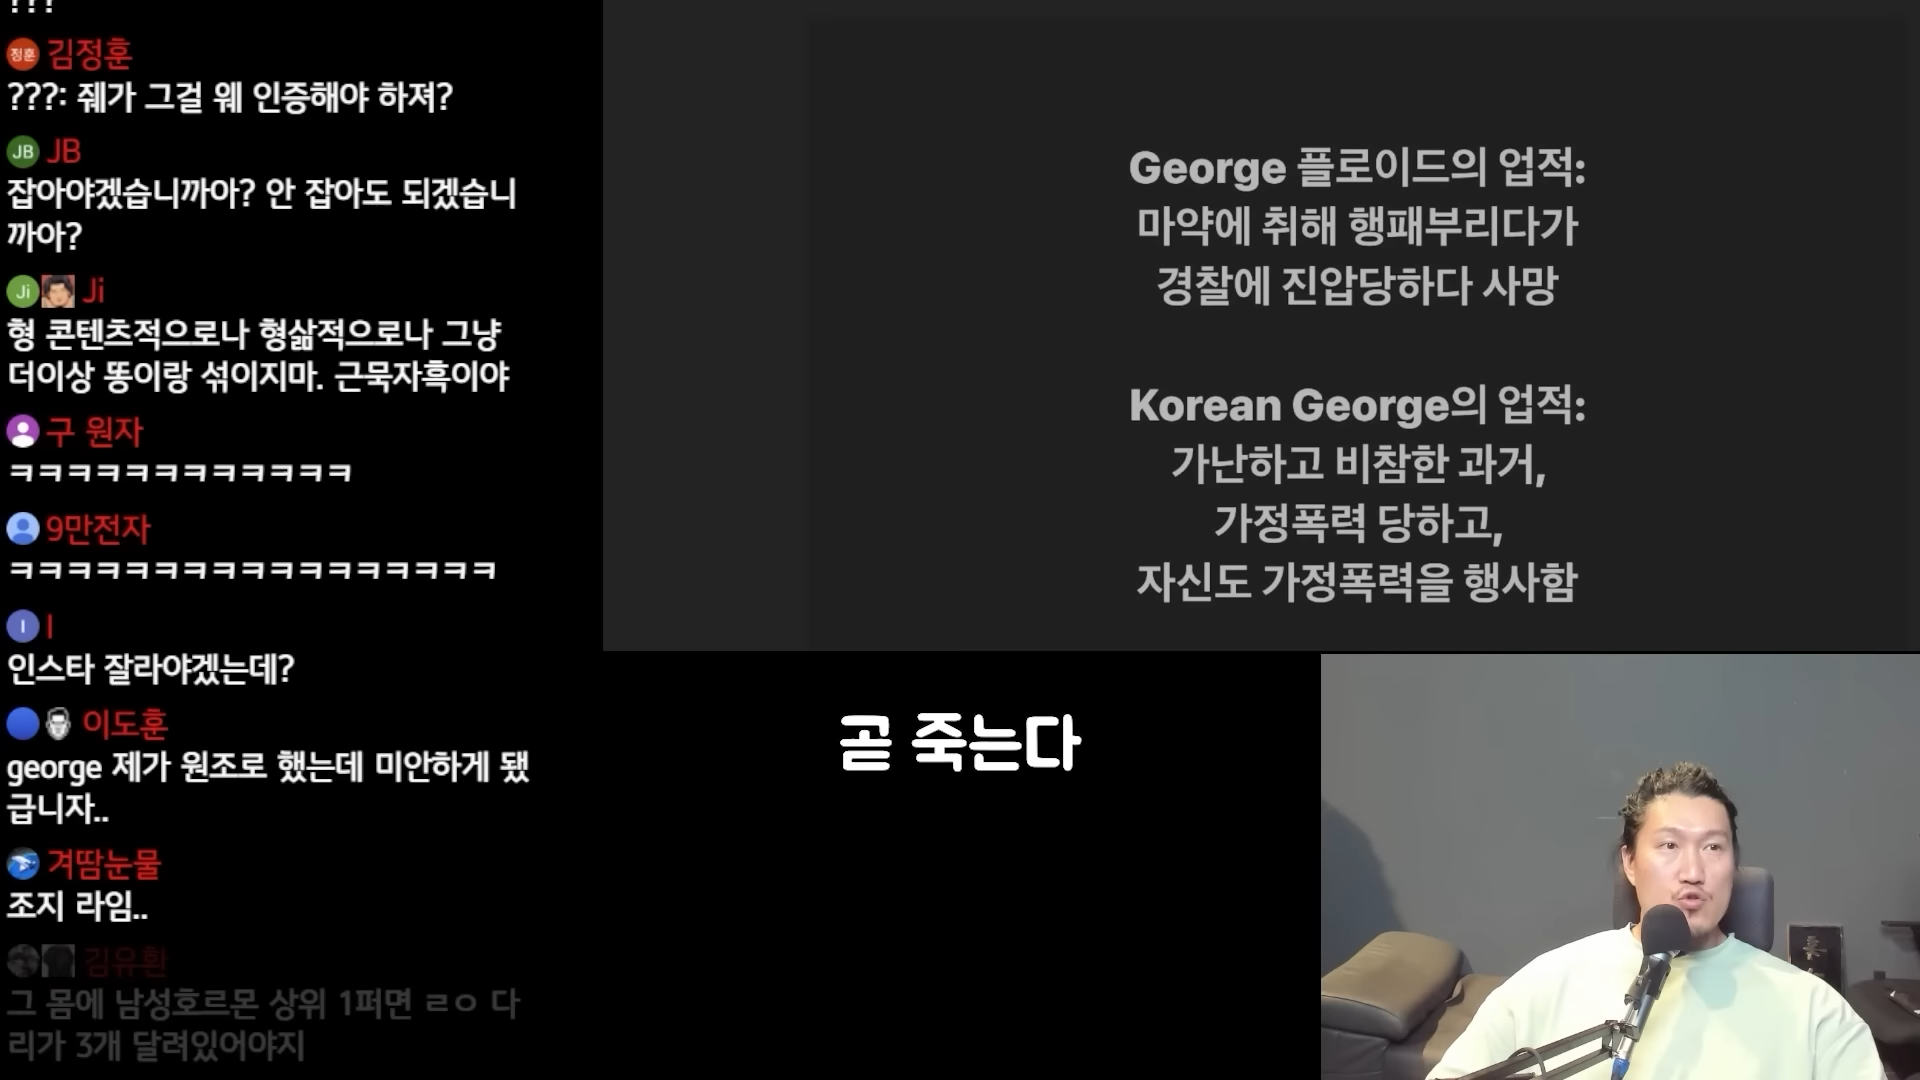 ???
정훈 김정훈
???: 줴가 그걸 웨 인증해야 하져?
JB JB
잡아야겠습니까아? 안 잡아도 되겠습니
까아?
Ji Ji
형 콘텐츠적으로나 형삶적으로나 그냥
더이상 똥이랑 섞이지마. 근묵자흑이야
구 원자
ㅋㅋㅋㅋㅋㅋㅋㅋㅋㅋㅋㅋ
9만전자
ㅋㅋㅋㅋㅋㅋㅋㅋㅋㅋㅋㅋㅋㅋㅋㅋㅋ
I I
인스타 잘라야겠는데?
이도훈
george 제가 원조로 했는데 미안하게 됐
급니자..
겨땀눈물
조지 라임..
김유환
그 몸에 남성호르몬 상위 1퍼면 ㄹㅇ 다
리가 3개 달려있어야지
George 플로이드의 업적:
마약에 취해 행패부리다가
경찰에 진압당하다 사망
Korean George의 업적:
가난하고 비참한 과거,
가정폭력 당하고,
자신도 가정폭력을 행사함
곧 죽는다